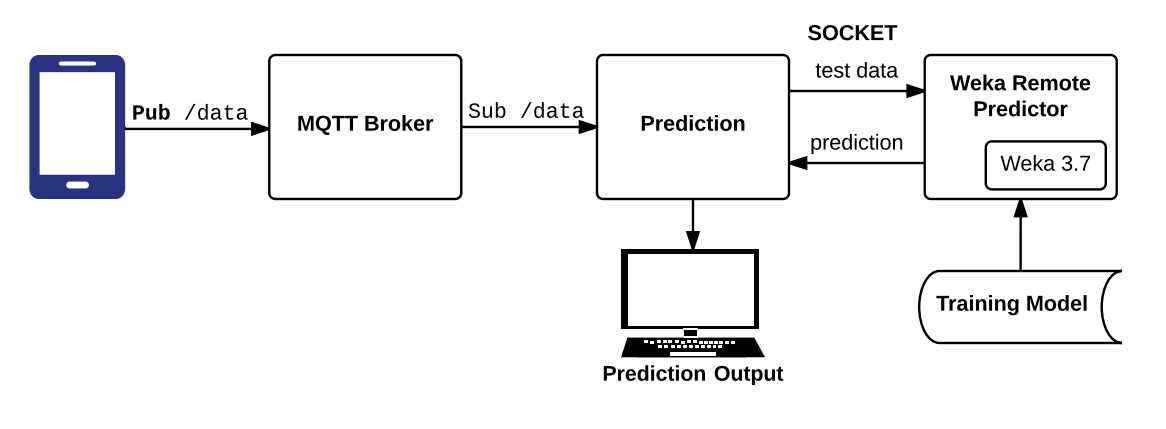 SOCKET
test data
Pub /data
MQTT Broker
Sub /data
Prediction
prediction
Weka Remote
Predictor
Weka 3.7
Training Model
Prediction Output